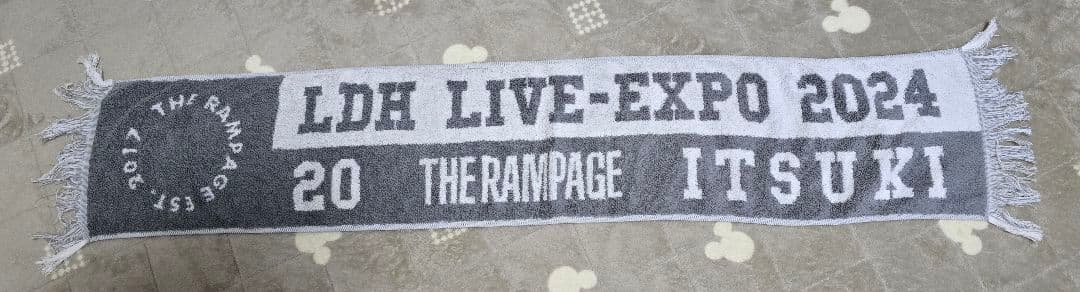 THE RAMPAGE EST. 2017
LDH LIVE-EXPO 2024
20 THE RAMPAGE ITSUKI